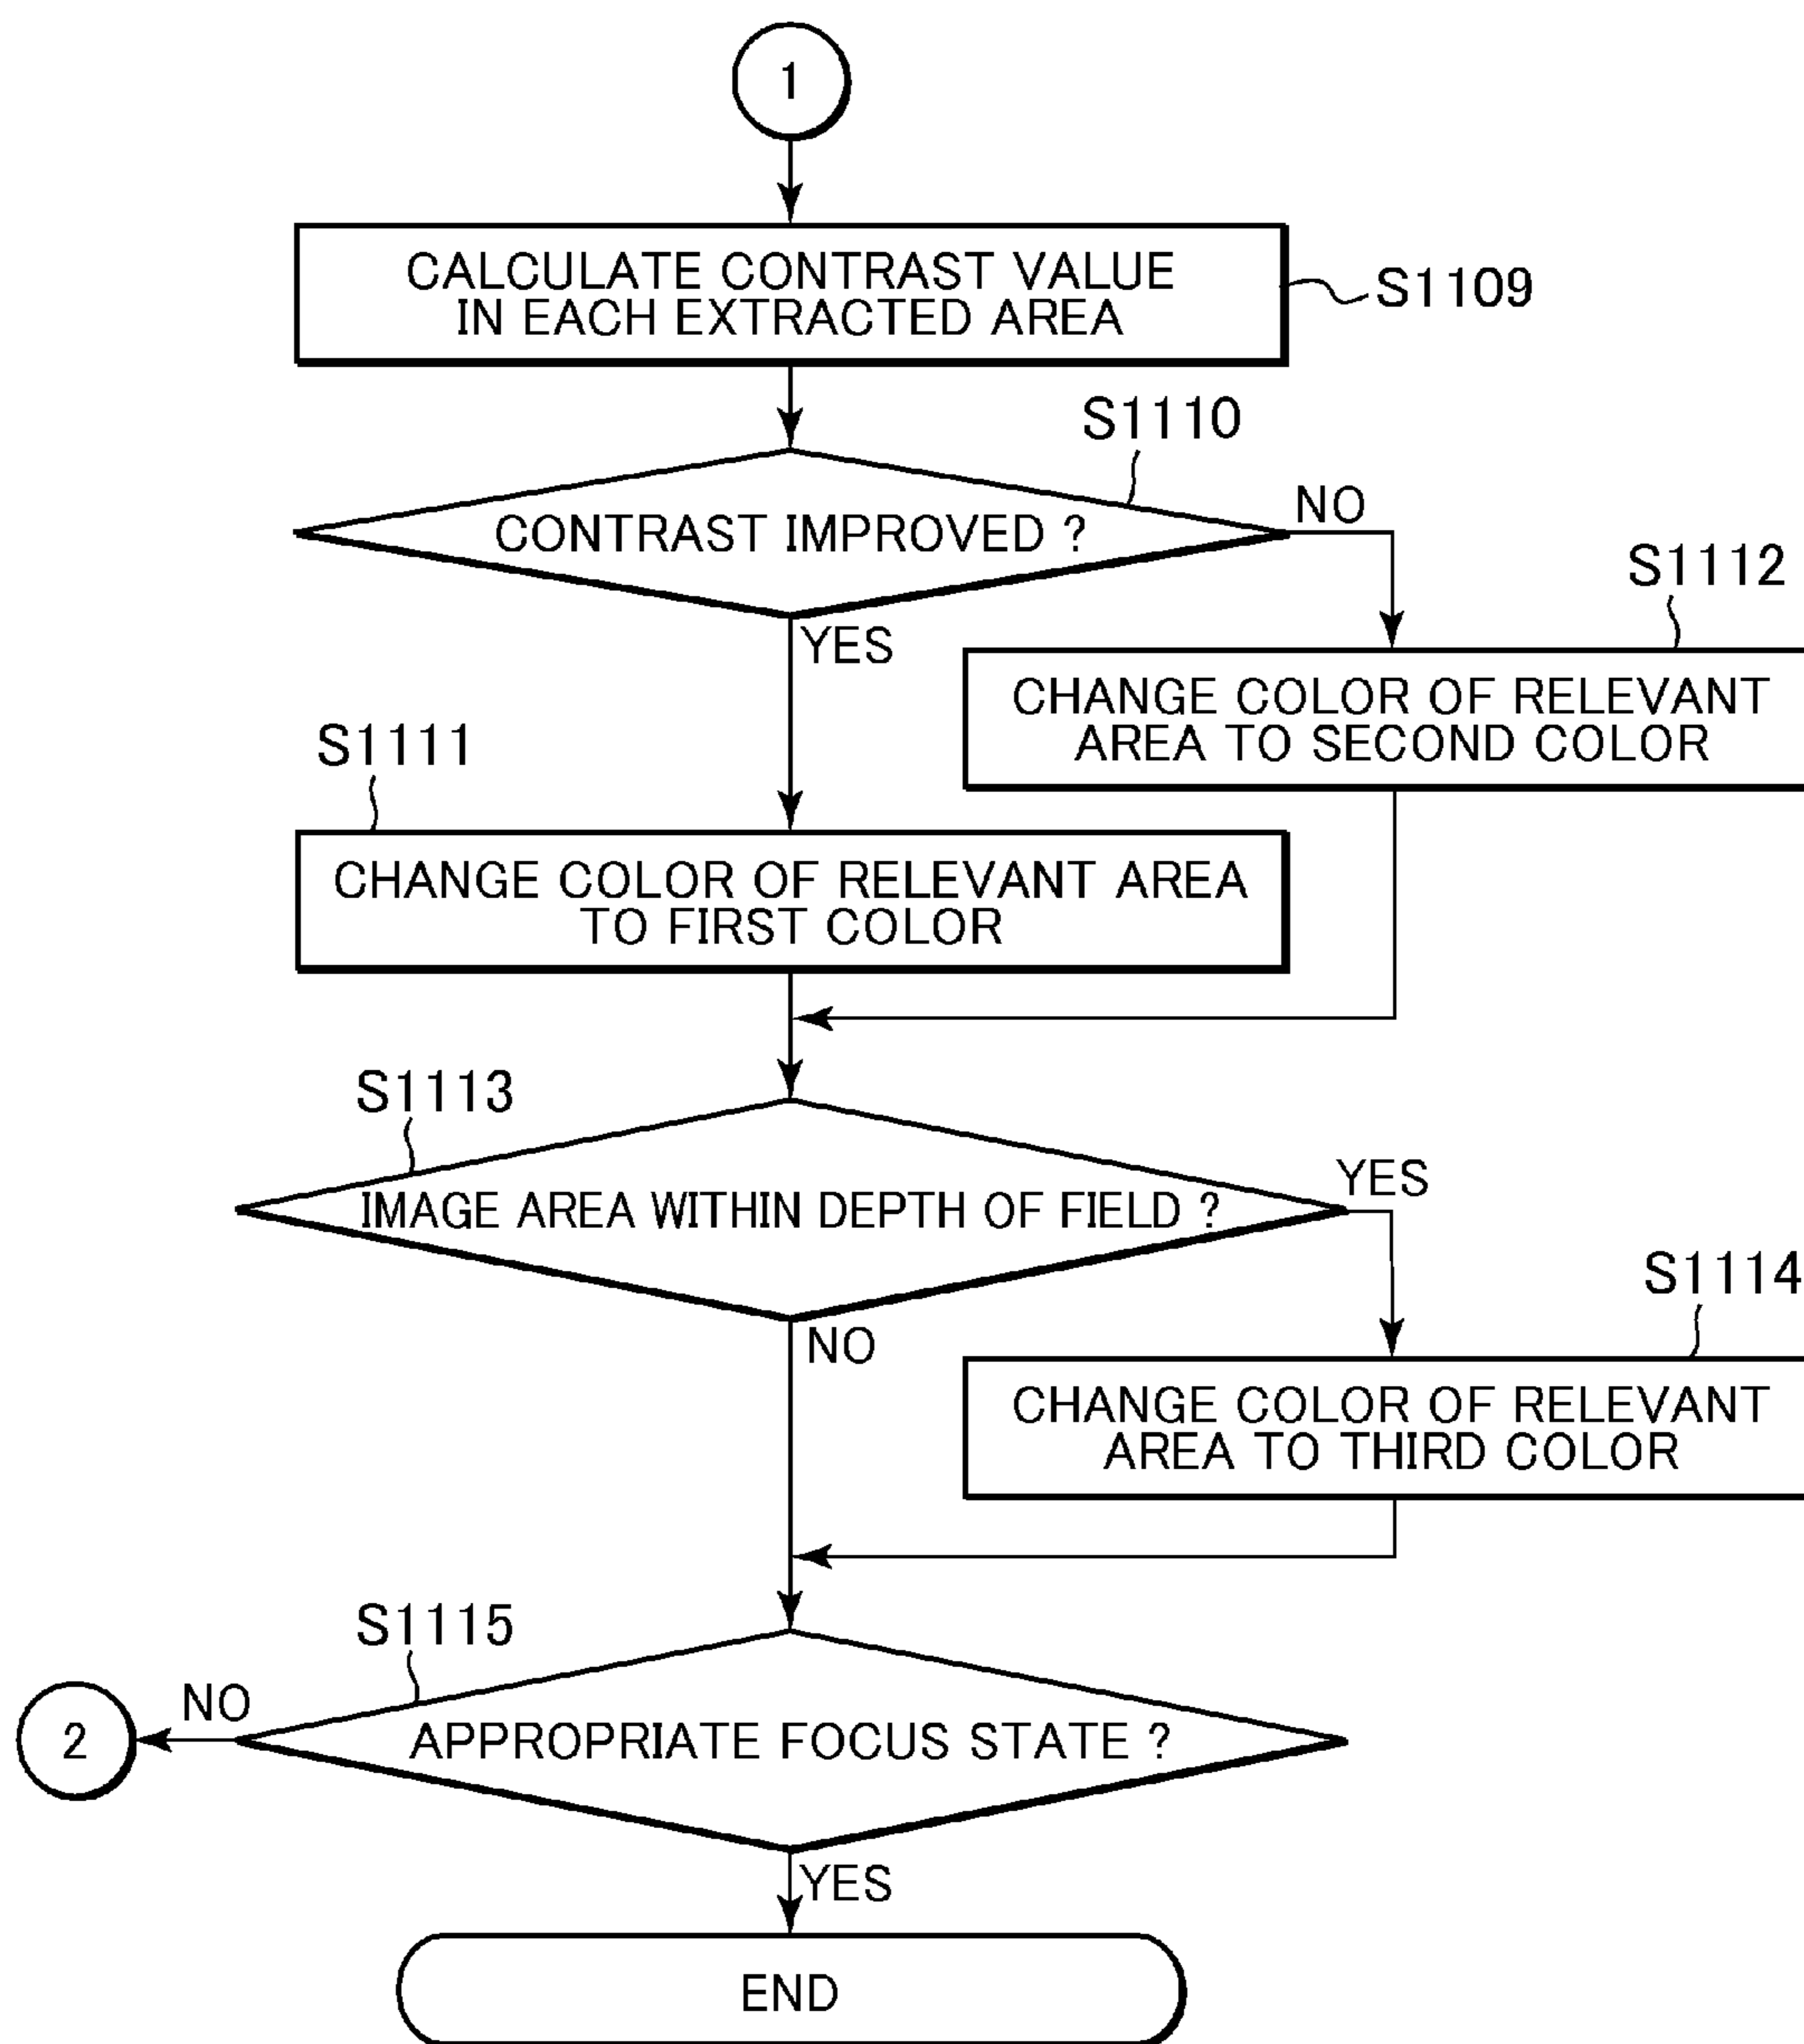 1
CALCULATE CONTRAST VALUE
IN EACH EXTRACTED AREA
S1109
S1110
CONTRAST IMPROVED ?
NO
YES
S1112
CHANGE COLOR OF RELEVANT
AREA TO SECOND COLOR
S1111
CHANGE COLOR OF RELEVANT AREA
TO FIRST COLOR
S1113
IMAGE AREA WITHIN DEPTH OF FIELD ?
YES
NO
S1114
CHANGE COLOR OF RELEVANT
AREA TO THIRD COLOR
S1115
APPROPRIATE FOCUS STATE ?
NO
2
YES
END